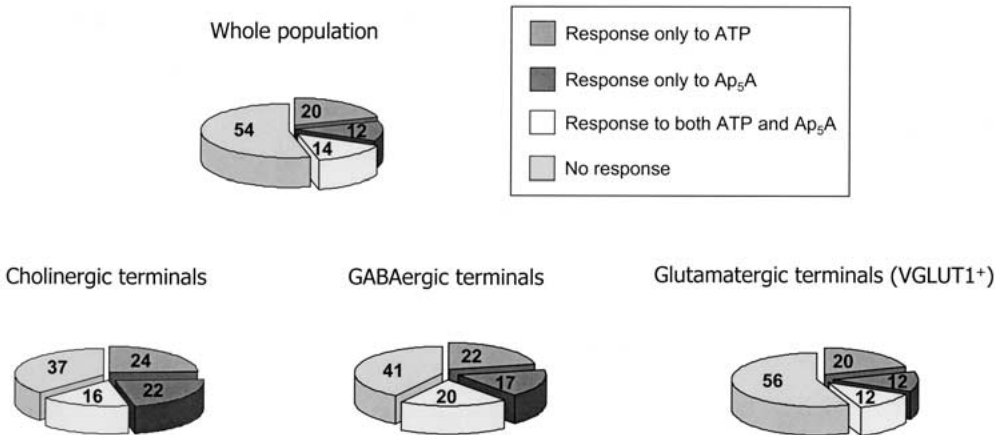 Whole population
20
12
14
54
Response only to ATP
Response only to Ap₅A
Response to both ATP and Ap₅A
No response
Cholinergic terminals
24
22
16
37
GABAergic terminals
22
17
20
41
Glutamatergic terminals (VGLUT1⁺)
20
12
12
56